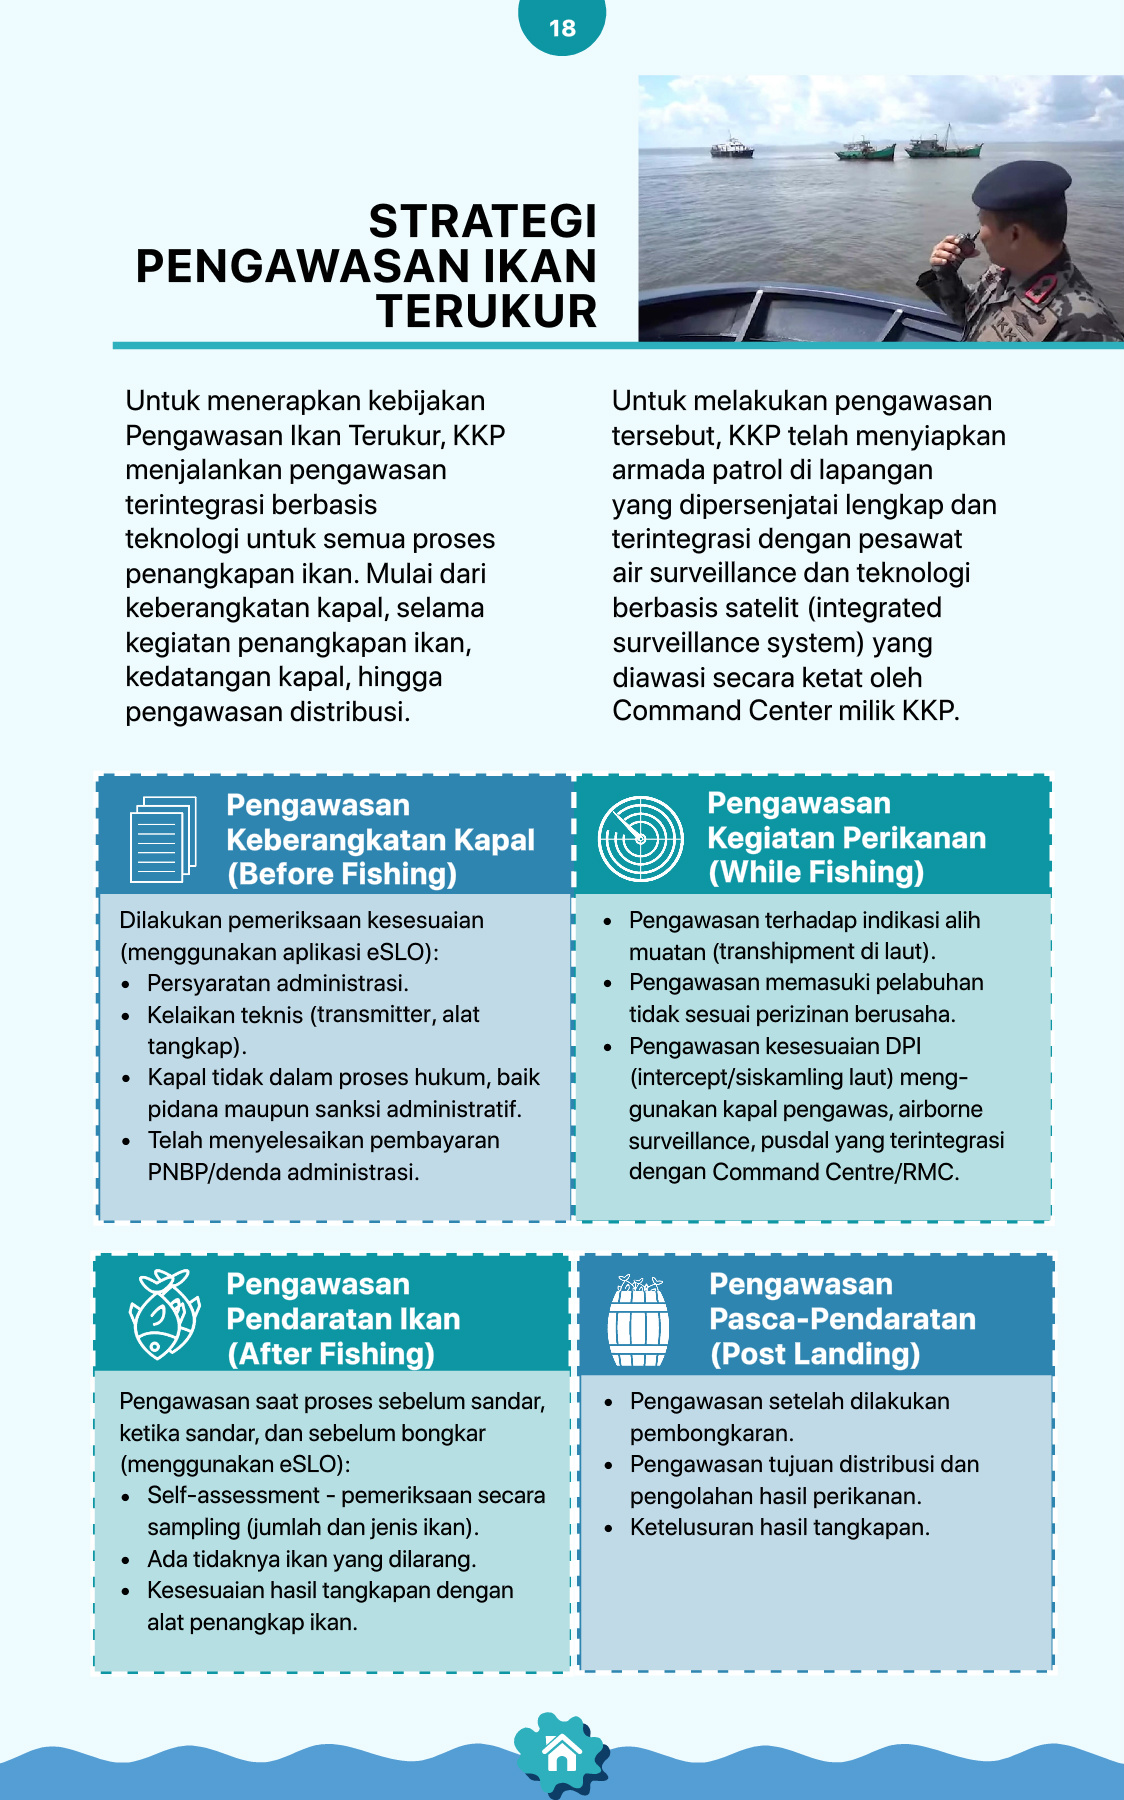 18
STRATEGI
PENGAWASAN IKAN
TERUKUR
Untuk menerapkan kebijakan
Pengawasan Ikan Terukur, KKP
menjalankan pengawasan
terintegrasi berbasis
teknologi untuk semua proses
penangkapan ikan. Mulai dari
keberangkatan kapal, selama
kegiatan penangkapan ikan,
kedatangan kapal, hingga
pengawasan distribusi.
Untuk melakukan pengawasan
tersebut, KKP telah menyiapkan
armada patrol di lapangan
yang dipersenjatai lengkap dan
terintegrasi dengan pesawat
air surveillance dan teknologi
berbasis satelit (integrated
surveillance system) yang
diawasi secara ketat oleh
Command Center milik KKP.
Pengawasan
Keberangkatan Kapal
(Before Fishing)
Dilakukan pemeriksaan kesesuaian
(menggunakan aplikasi eSLO):
• Persyaratan administrasi.
• Kelaikan teknis (transmitter, alat
tangkap).
• Kapal tidak dalam proses hukum, baik
pidana maupun sanksi administratif.
• Telah menyelesaikan pembayaran
PNBP/denda administrasi.
Pengawasan
Kegiatan Perikanan
(While Fishing)
• Pengawasan terhadap indikasi alih
muatan (transhipment di laut).
• Pengawasan memasuki pelabuhan
tidak sesuai perizinan berusaha.
• Pengawasan kesesuaian DPI
(intercept/siskamling laut) meng-
gunakan kapal pengawas, airborne
surveillance, pusdal yang terintegrasi
dengan Command Centre/RMC.
Pengawasan
Pendaratan Ikan
(After Fishing)
Pengawasan saat proses sebelum sandar,
ketika sandar, dan sebelum bongkar
(menggunakan eSLO):
• Self-assessment - pemeriksaan secara
sampling (jumlah dan jenis ikan).
• Ada tidaknya ikan yang dilarang.
• Kesesuaian hasil tangkapan dengan
alat penangkap ikan.
Pengawasan
Pasca-Pendaratan
(Post Landing)
• Pengawasan setelah dilakukan
pembongkaran.
• Pengawasan tujuan distribusi dan
pengolahan hasil perikanan.
• Ketelusuran hasil tangkapan.